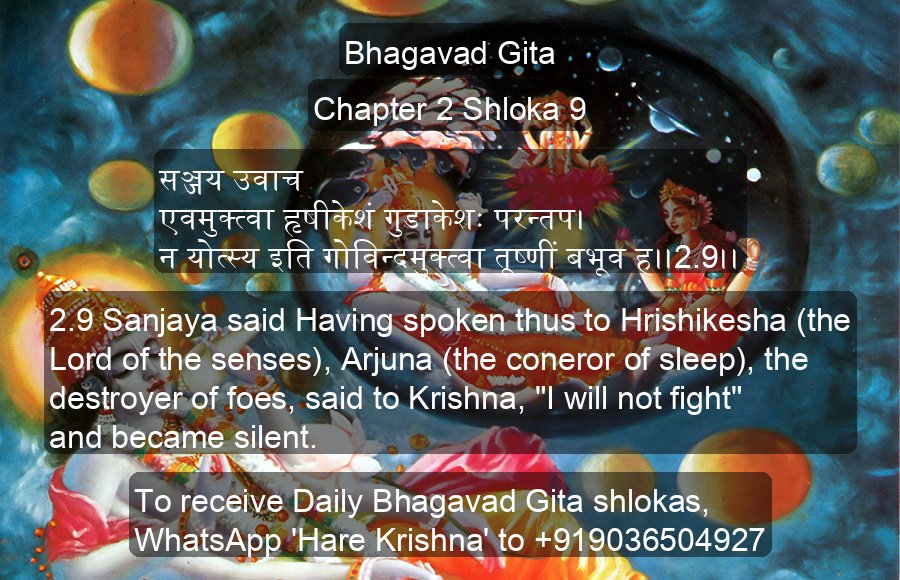 Bhagavad Gita
Chapter 2 Shloka 9
सञ्जय उवाच
एवमुक्त्वा हृषीकेशं गुडाकेशः परन्तप।
न योत्स्य इति गोविन्दमुक्त्वा तूष्णीं बभूव ह।।2.9।।
2.9 Sanjaya said Having spoken thus to Hrishikesha (the
Lord of the senses), Arjuna (the coneror of sleep), the
destroyer of foes, said to Krishna, "I will not fight"
and became silent.
To receive Daily Bhagavad Gita shlokas,
WhatsApp 'Hare Krishna' to +919036504927